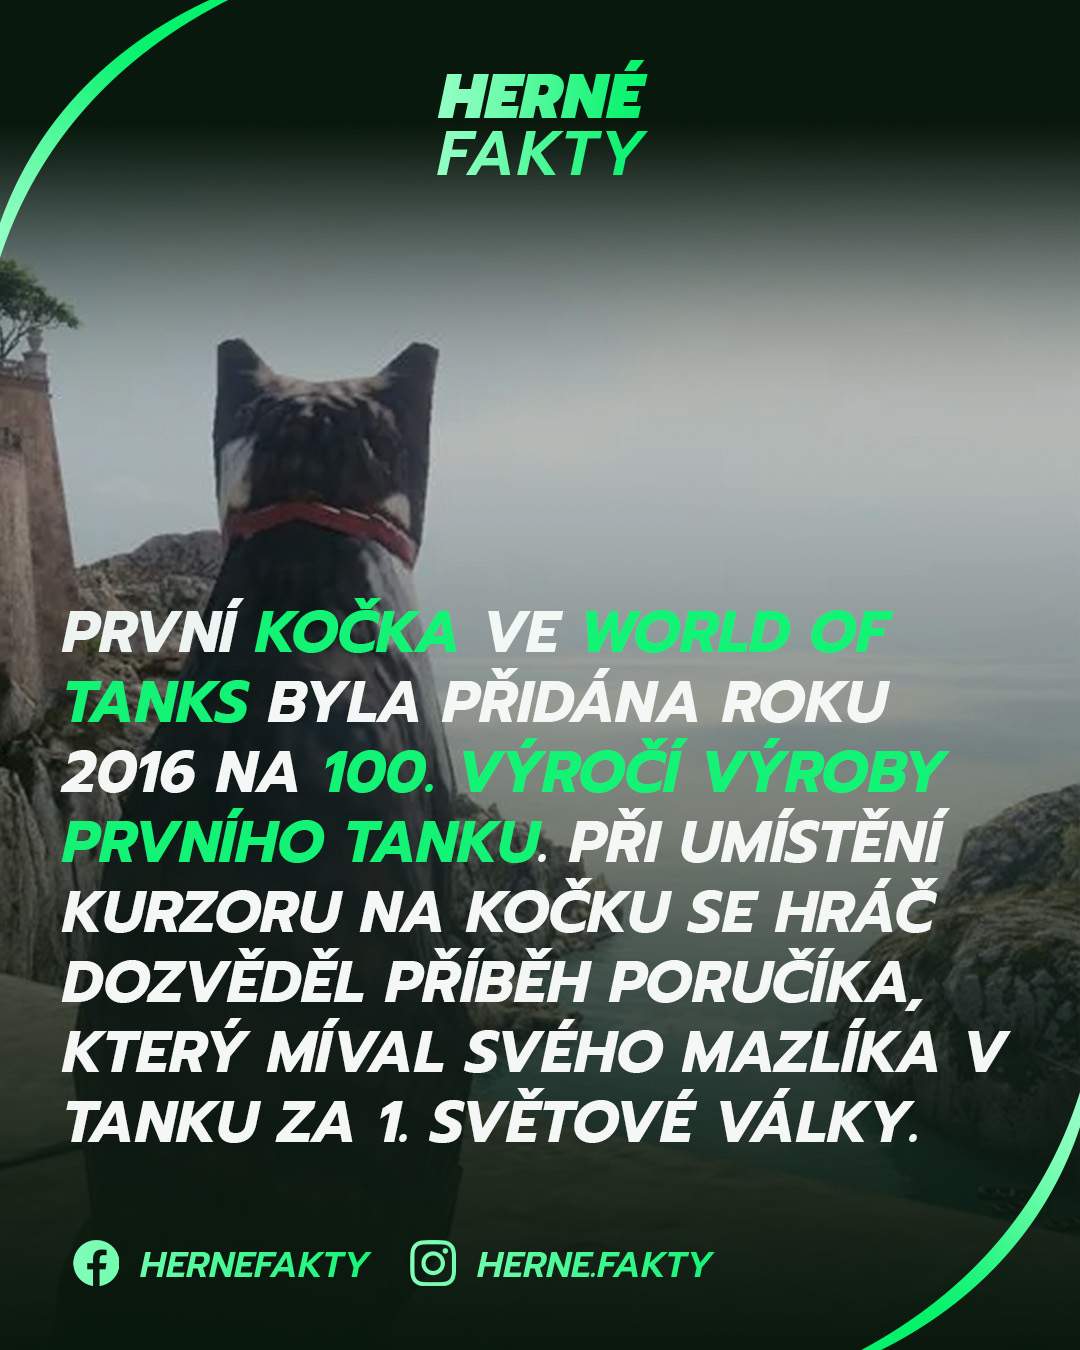 HERNÉ
FAKTY
PRVNÍ KOČKA VE WORLD OF
TANKS BYLA PŘIDÁNA ROKU
2016 NA 100. VÝROČÍ VÝROBY
PRVNÍHO TANKU. PŘI UMÍSTĚNÍ
KURZORU NA KOČKU SE HRÁČ
DOZVĚDĚL PŘÍBĚH PORUČÍKA,
KTERÝ MÍVAL SVÉHO MAZLÍKA V
TANKU ZA 1. SVĚTOVÉ VÁLKY.
HERNEFAKTY HERNE.FAKTY